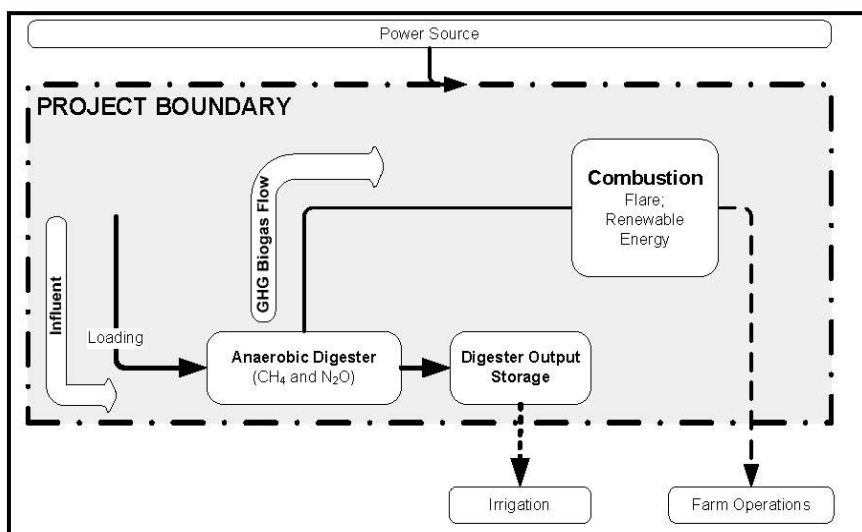 Power Source
PROJECT BOUNDARY
GHG Biogas Flow
Combustion
Flare;
Renewable
Energy
Influent
Loading
Anaerobic Digester
(CH₄ and N₂O)
Digester Output
Storage
Irrigation
Farm Operations